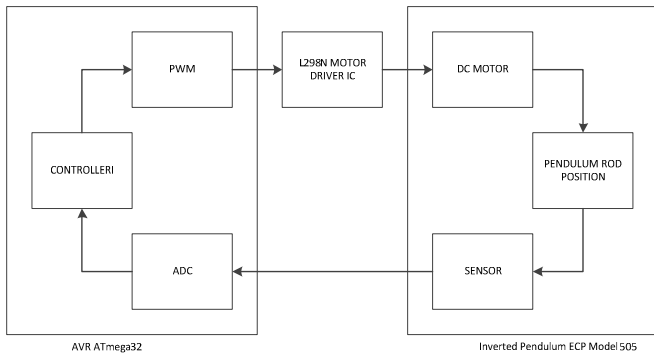 PWM
L298N MOTOR
DRIVER IC
DC MOTOR
CONTROLLERI
PENDULUM ROD
POSITION
ADC
SENSOR
AVR ATmega32
Inverted Pendulum ECP Model 505